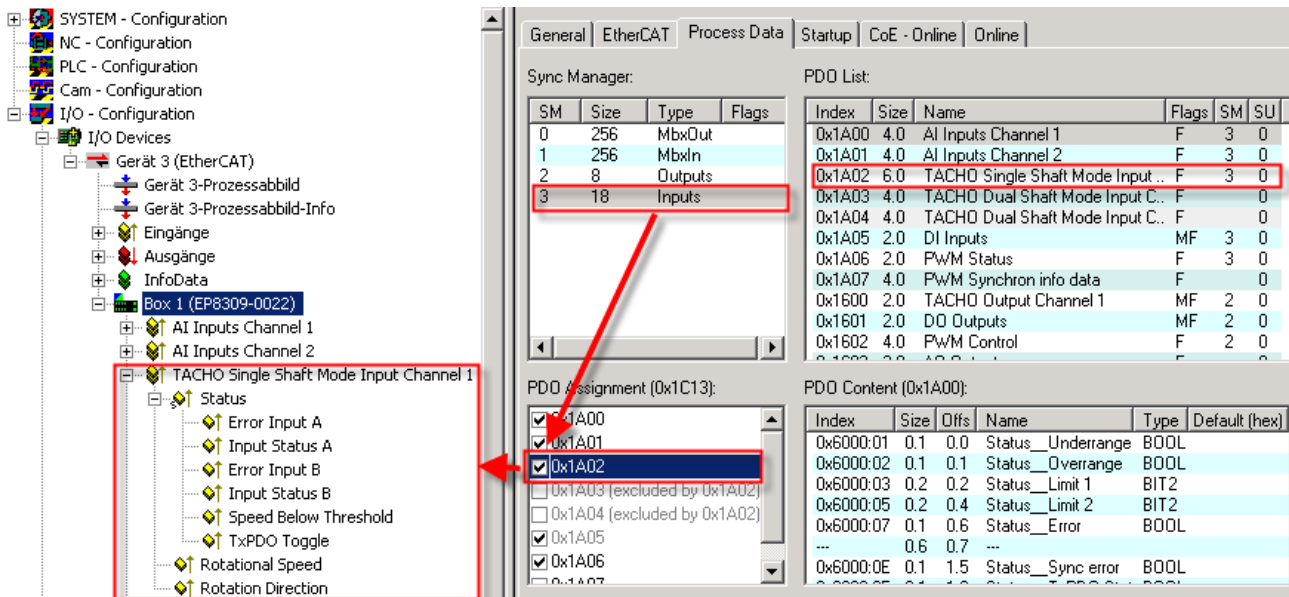 SYSTEM - Configuration
NC - Configuration
PLC - Configuration
Cam - Configuration
I/O - Configuration
I/O Devices
Gerät 3 (EtherCAT)
Gerät 3-Prozessabbild
Gerät 3-Prozessabbild-Info
Eingänge
Ausgänge
InfoData
Box 1 (EP8309-0022)
AI Inputs Channel 1
AI Inputs Channel 2
TACHO Single Shaft Mode Input Channel 1
Status
Error Input A
Input Status A
Error Input B
Input Status B
Speed Below Threshold
TxPDO Toggle
Rotational Speed
Rotation Direction
General EtherCAT Process Data Startup CoE - Online Online
Sync Manager:
SM Size Type Flags
0 256 MbxOut
1 256 MbxIn
2 8 Outputs
3 18 Inputs
PDO List:
Index Size Name Flags SM SU
0x1A00 4.0 AI Inputs Channel 1 F 3 0
0x1A01 4.0 AI Inputs Channel 2 F 3 0
0x1A02 6.0 TACHO Single Shaft Mode Input .. F 3 0
0x1A03 4.0 TACHO Dual Shaft Mode Input C.. F 0
0x1A04 4.0 TACHO Dual Shaft Mode Input C.. F 0
0x1A05 2.0 DI Inputs MF 3 0
0x1A06 2.0 PWM Status F 3 0
0x1A07 4.0 PWM Synchron info data F 0
0x1600 2.0 TACHO Output Channel 1 MF 2 0
0x1601 2.0 DO Outputs MF 2 0
0x1602 4.0 PWM Control F 2 0
PDO Assignment (0x1C13):
0x1A00
0x1A01
0x1A02
0x1A03 (excluded by 0x1A02)
0x1A04 (excluded by 0x1A02)
0x1A05
0x1A06
0x1A07
PDO Content (0x1A00):
Index Size Offs Name Type Default (hex)
0x6000:01 0.1 0.0 Status__Underrange BOOL
0x6000:02 0.1 0.1 Status__Overrange BOOL
0x6000:03 0.2 0.2 Status__Limit 1 BIT2
0x6000:05 0.2 0.4 Status__Limit 2 BIT2
0x6000:07 0.1 0.6 Status__Error BOOL
--- 0.6 0.7 ---
0x6000:0E 0.1 1.5 Status__Sync error BOOL